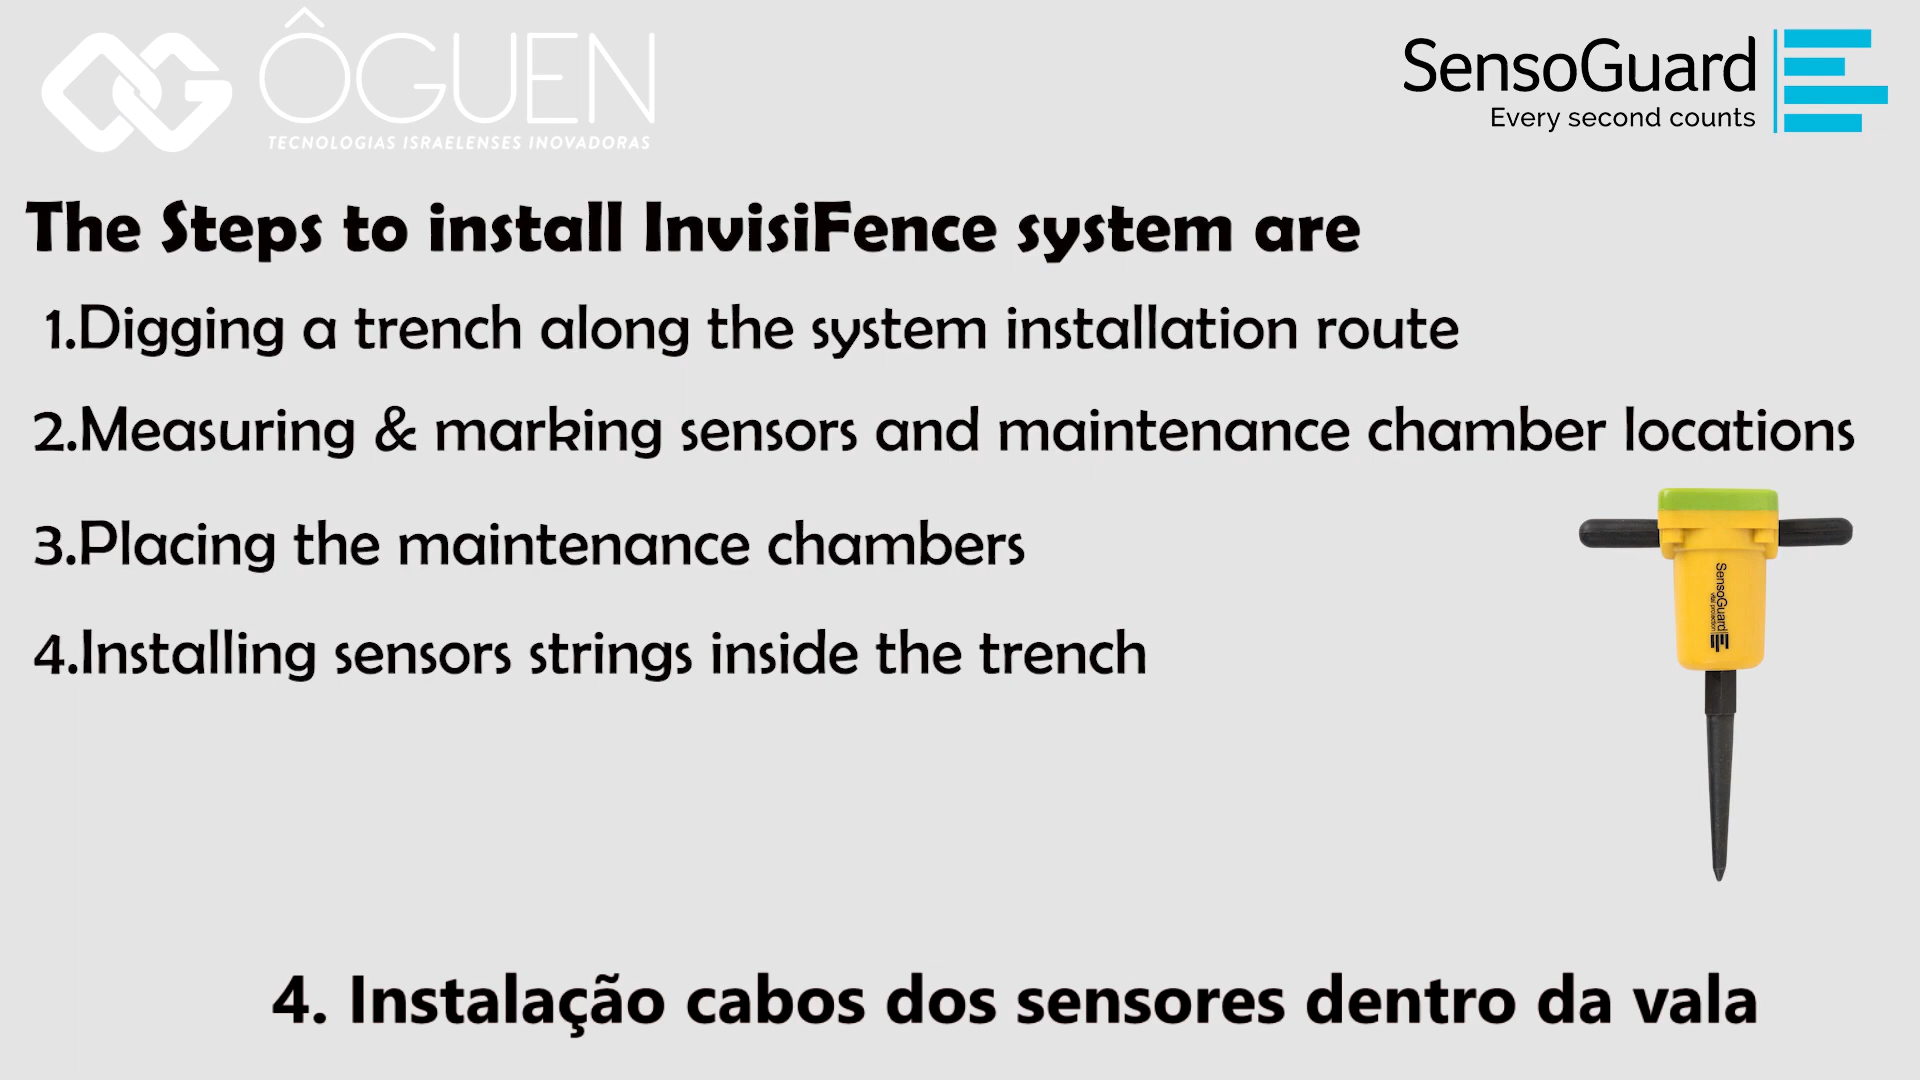 ÔGUEN
TECNOLOGIAS ISRAELENSES INOVADORAS
SensoGuard
Every second counts
The Steps to install InvisiFence system are
1.Digging a trench along the system installation route
2.Measuring & marking sensors and maintenance chamber locations
3.Placing the maintenance chambers
4.Installing sensors strings inside the trench
SensoGuard
4. Instalação cabos dos sensores dentro da vala